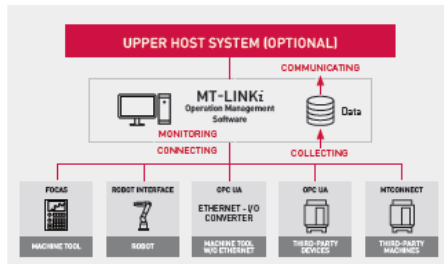 UPPER HOST SYSTEM (OPTIONAL)
COMMUNICATING
MT-LINKi
Operation Management
Software
Data
MONITORING
CONNECTING
COLLECTING
FOCAS
ROBOT INTERFACE
OPC UA
OPC UA
MTCONNECT
ETHERNET - I/O
CONVERTER
MACHINE TOOL
ROBOT
MACHINE TOOL
W/O ETHERNET
THIRD-PARTY
DEVICES
THIRD-PARTY
MACHINES